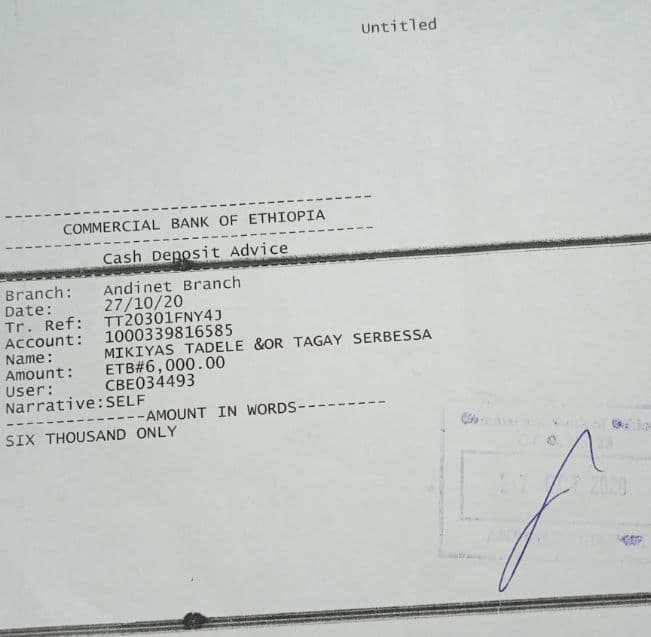 Untitled
COMMERCIAL BANK OF ETHIOPIA
Cash Deposit Advice
Branch: Andinet Branch
Date: 27/10/20
Tr. Ref: TT20301FNY4J
Account: 1000339816585
Name: MIKIYAS TADELE &OR TAGAY SERBESSA
Amount: ETB#6,000.00
User: CBE034493
Narrative:SELF
--------------AMOUNT IN WORDS---------
SIX THOUSAND ONLY
2020